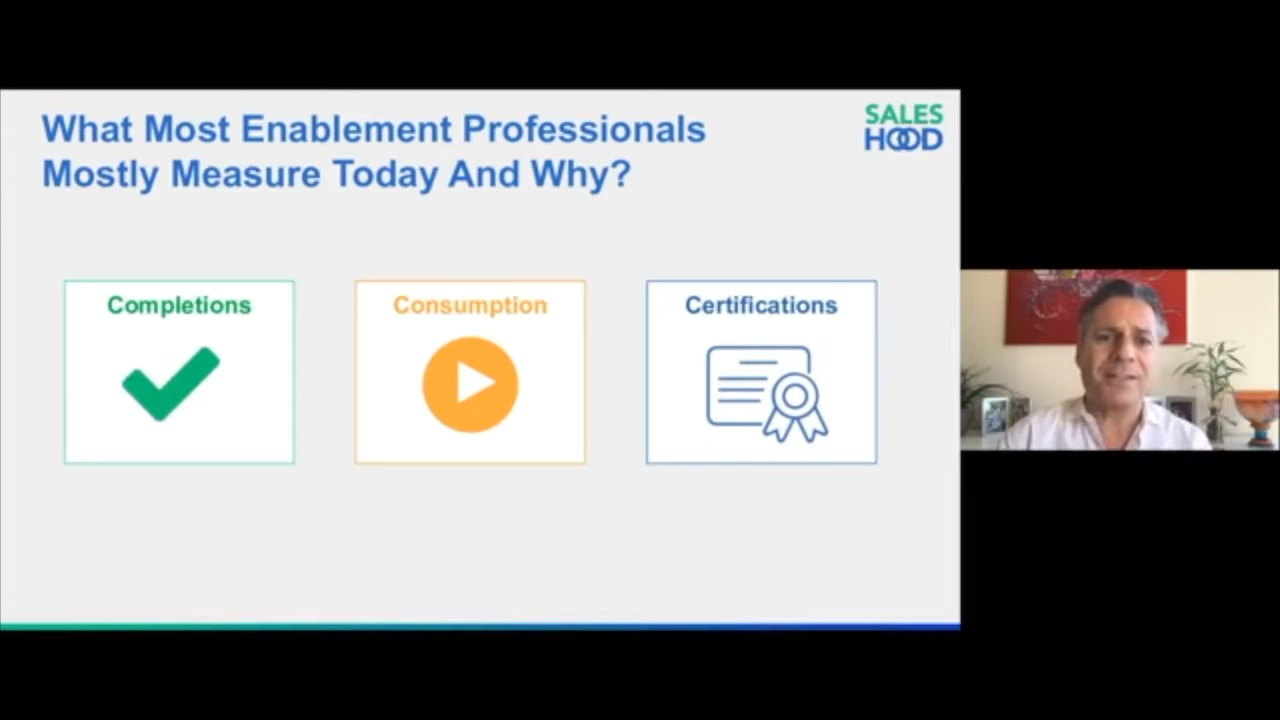 What Most Enablement Professionals
Mostly Measure Today And Why?
SALES
HOOD
Completions
Consumption
Certifications